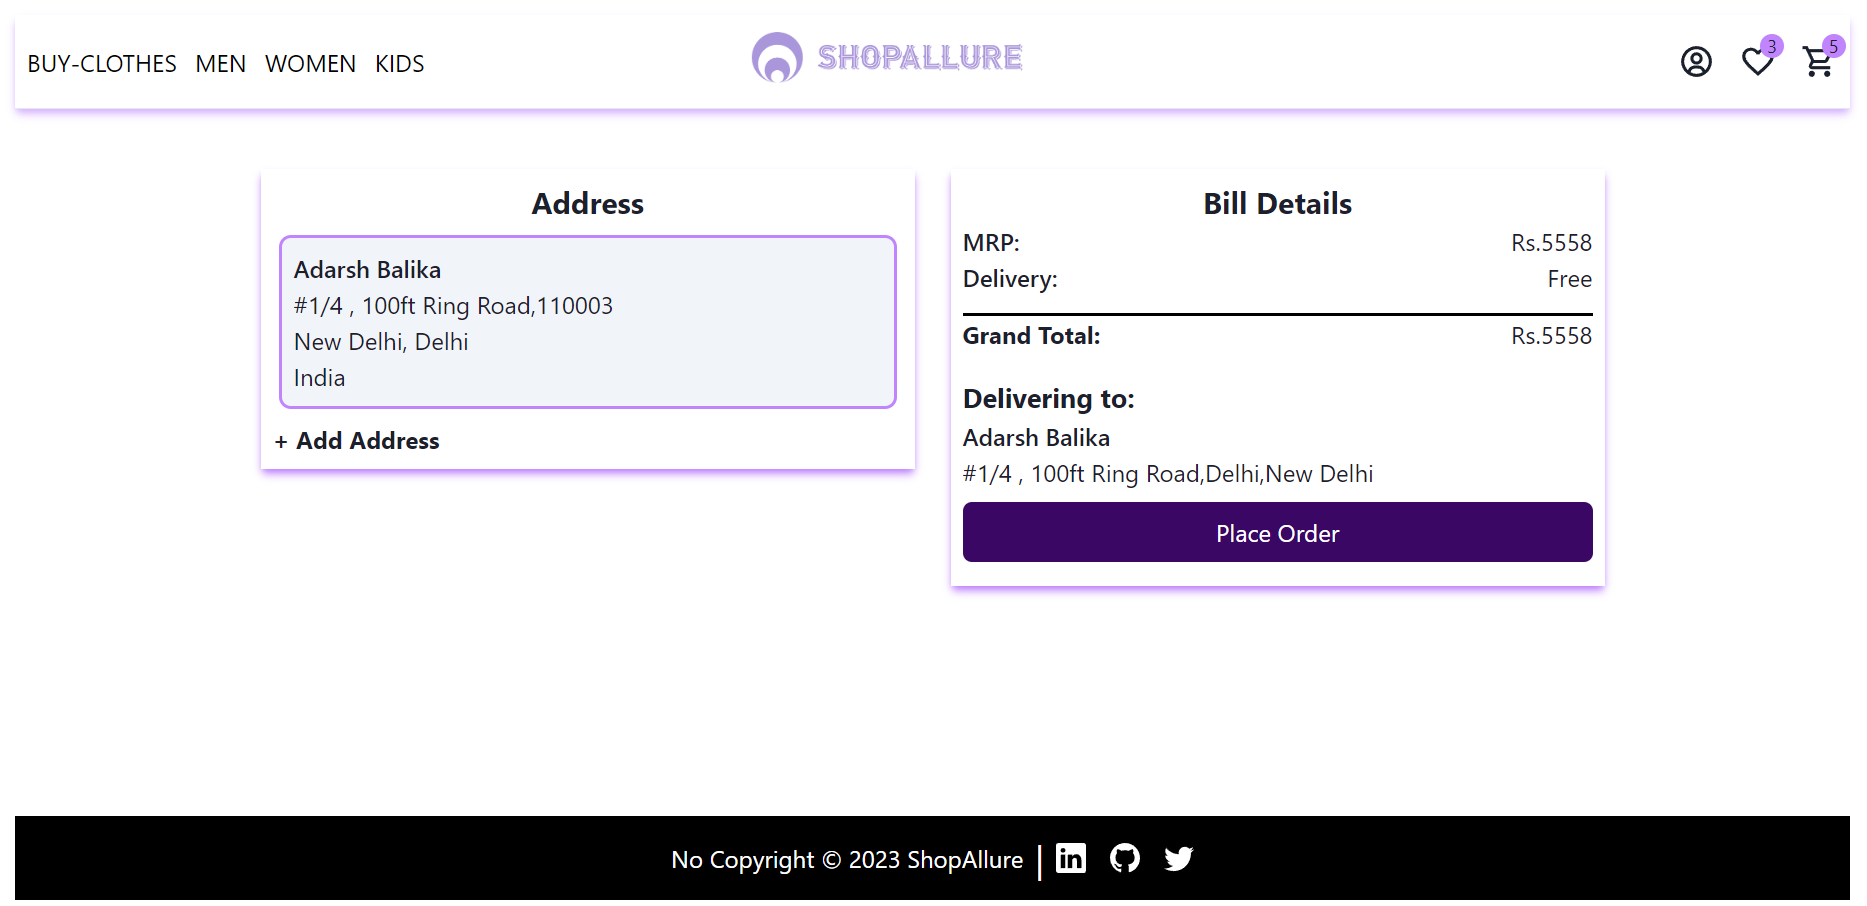 BUY-CLOTHES MEN WOMEN KIDS
SHOPALLURE
3
5
Address
Adarsh Balika
#1/4 , 100ft Ring Road,110003
New Delhi, Delhi
India
+ Add Address
Bill Details
MRP: Rs.5558
Delivery: Free
Grand Total: Rs.5558
Delivering to:
Adarsh Balika
#1/4 , 100ft Ring Road,Delhi,New Delhi
Place Order
No Copyright © 2023 ShopAllure | in